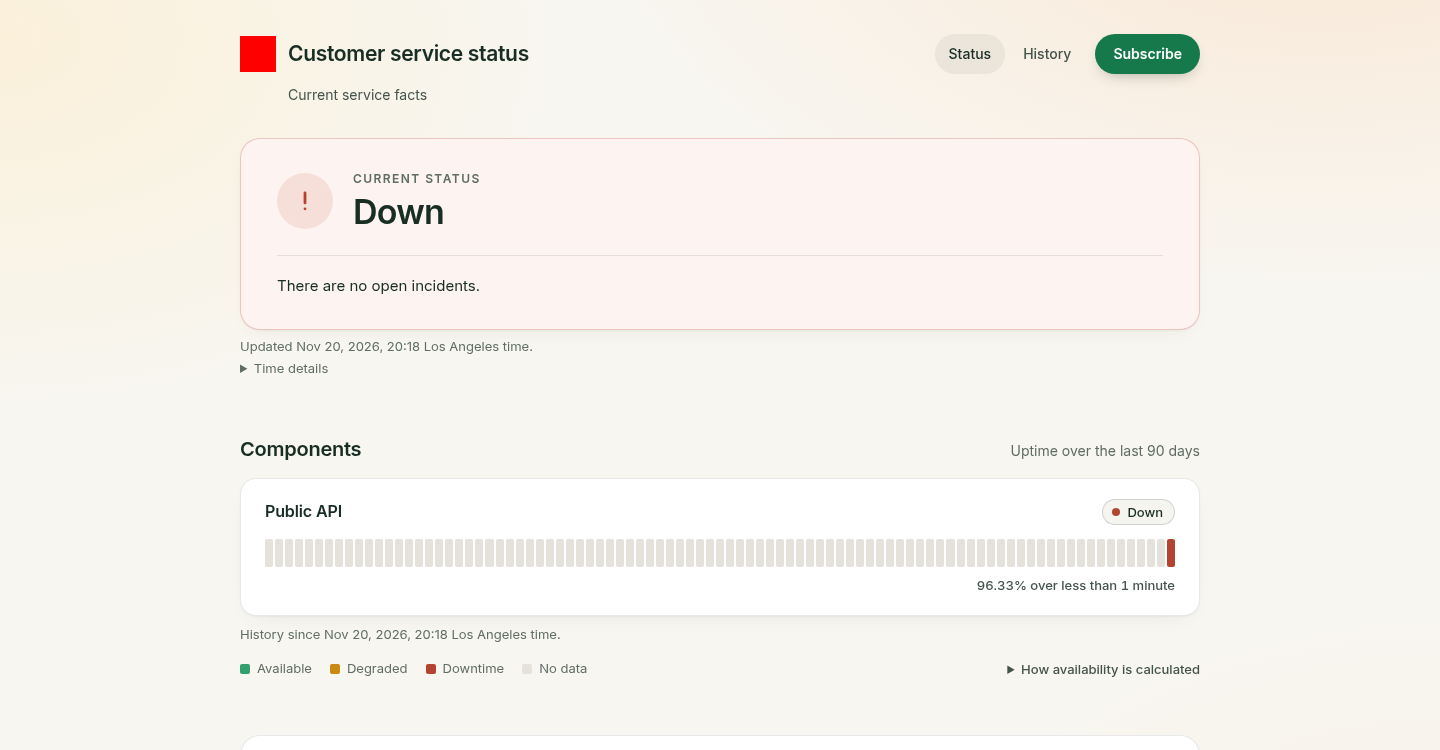 Customer service status
Status
History
Subscribe
Current service facts
CURRENT STATUS
Down
There are no open incidents.
Updated Nov 20, 2026, 20:18 Los Angeles time.
Time details
Components
Uptime over the last 90 days
Public API
Down
96.33% over less than 1 minute
History since Nov 20, 2026, 20:18 Los Angeles time.
Available
Degraded
Downtime
No data
How availability is calculated